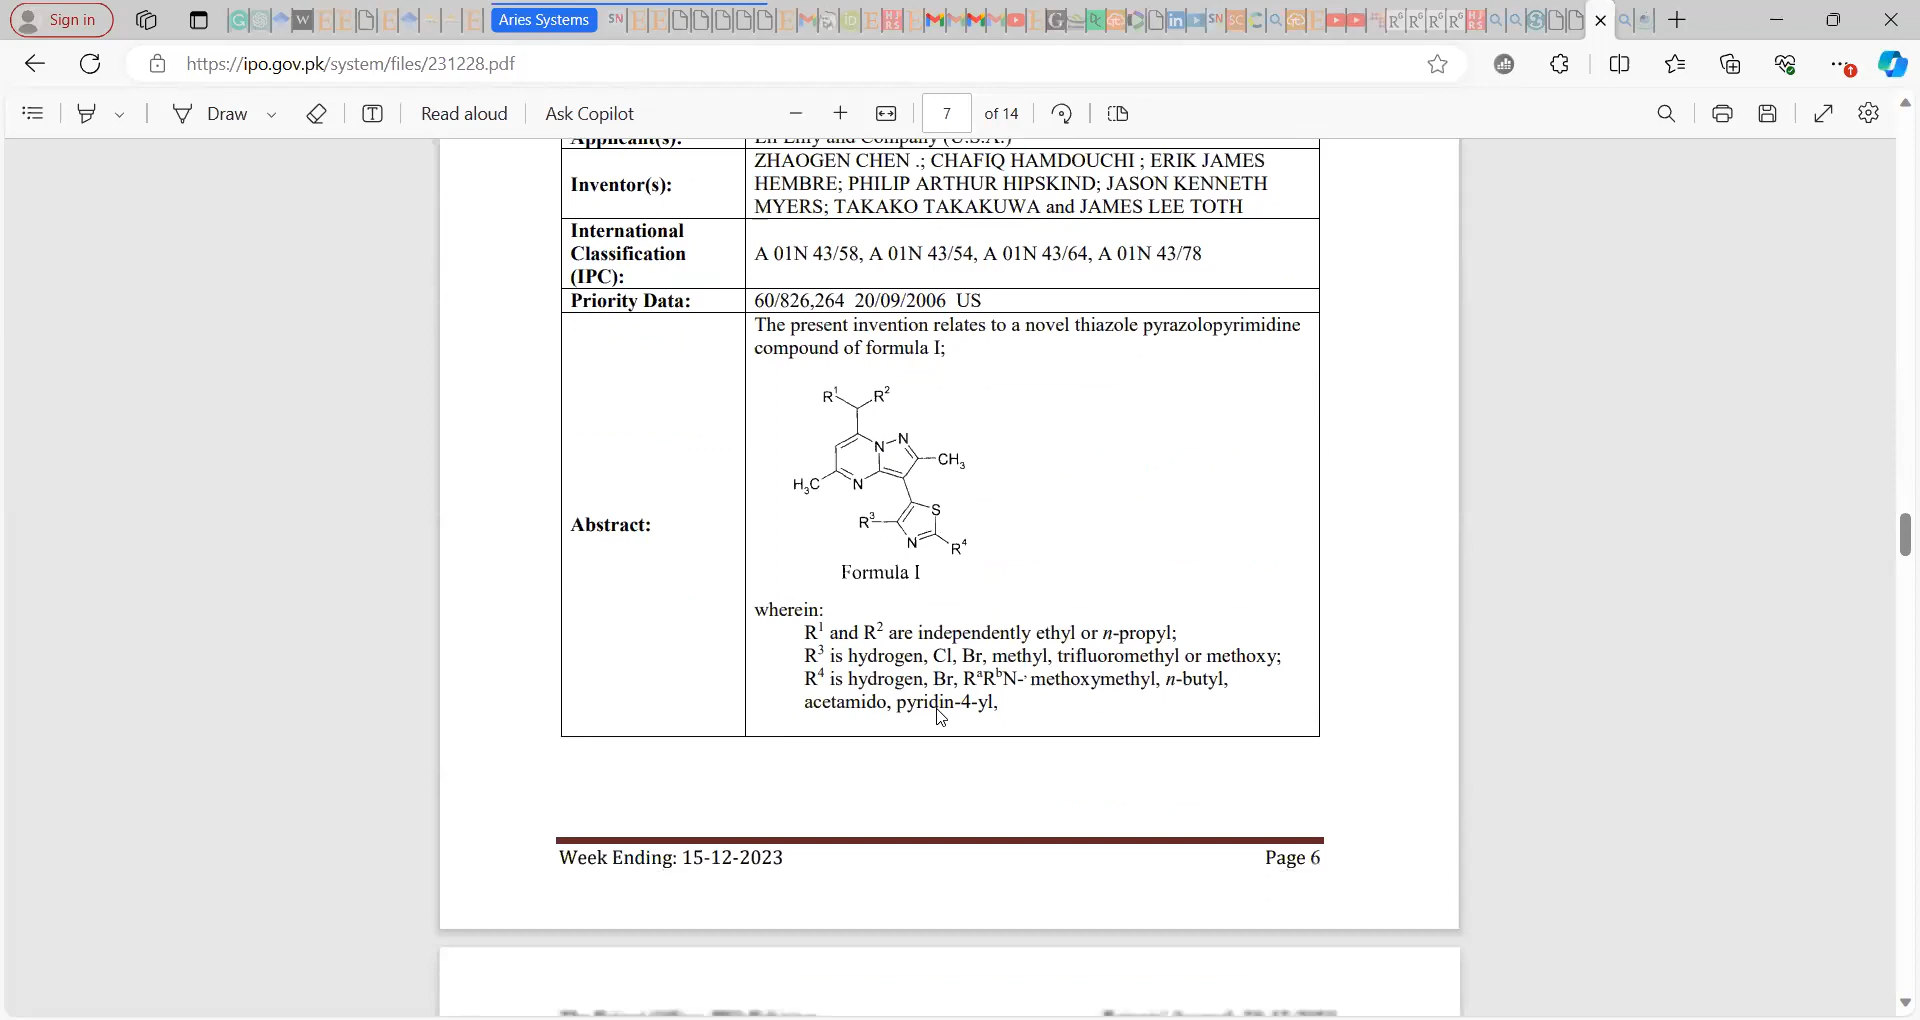 Sign in
Aries Systems
https://ipo.gov.pk/system/files/231228.pdf
Draw
Read aloud
Ask Copilot
7
of 14
Applicant(s):
Eli Lilly and Company (U.S.A.)
Inventor(s):
ZHAOGEN CHEN .; CHAFIQ HAMDOUCHI ; ERIK JAMES
HEMBRE; PHILIP ARTHUR HIPSKIND; JASON KENNETH
MYERS; TAKAKO TAKAKUWA and JAMES LEE TOTH
International
Classification
(IPC):
A 01N 43/58, A 01N 43/54, A 01N 43/64, A 01N 43/78
Priority Data:
60/826,264 20/09/2006 US
Abstract:
The present invention relates to a novel thiazole pyrazolopyrimidine
compound of formula I;
R¹ R²
N N
CH₃
H₃C N
S
R³
N R⁴
Formula I
wherein:
R¹ and R² are independently ethyl or n-propyl;
R³ is hydrogen, Cl, Br, methyl, trifluoromethyl or methoxy;
R⁴ is hydrogen, Br, RᵃRᵇN-, methoxymethyl, n-butyl,
acetamido, pyridin-4-yl,
Week Ending: 15-12-2023
Page 6